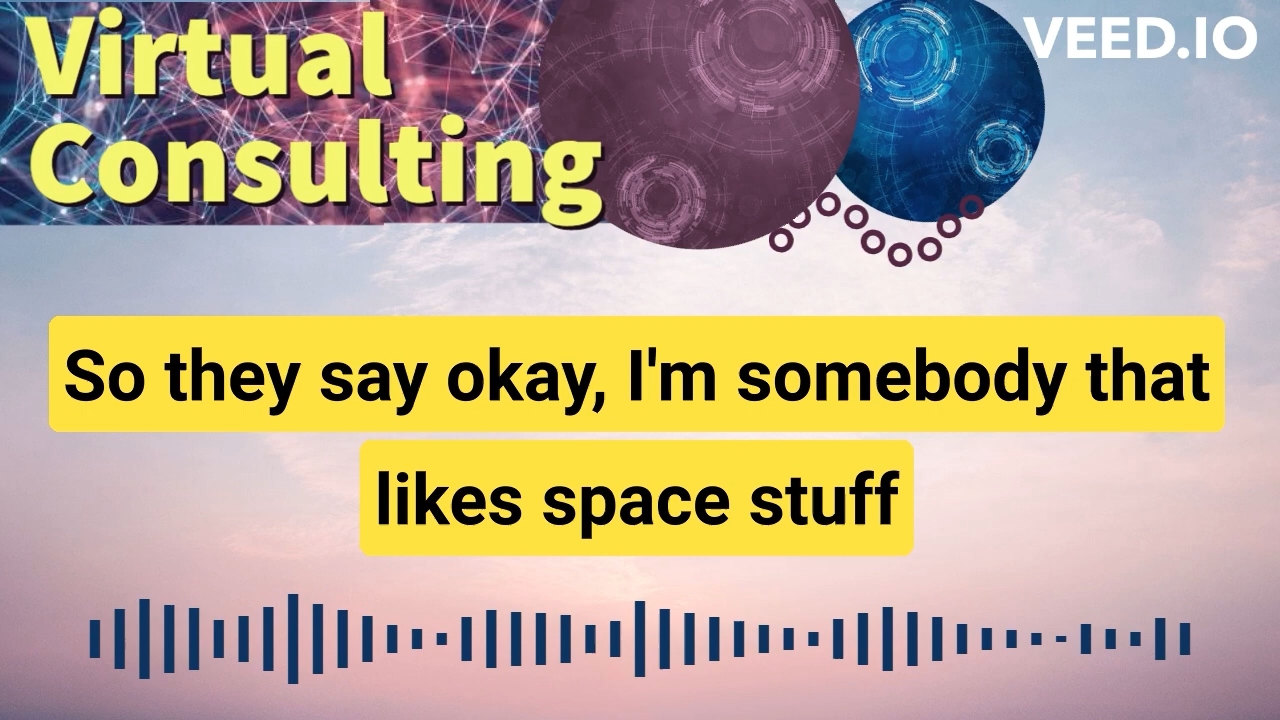 Virtual
Consulting
VEED.IO
So they say okay, I'm somebody that
likes space stuff